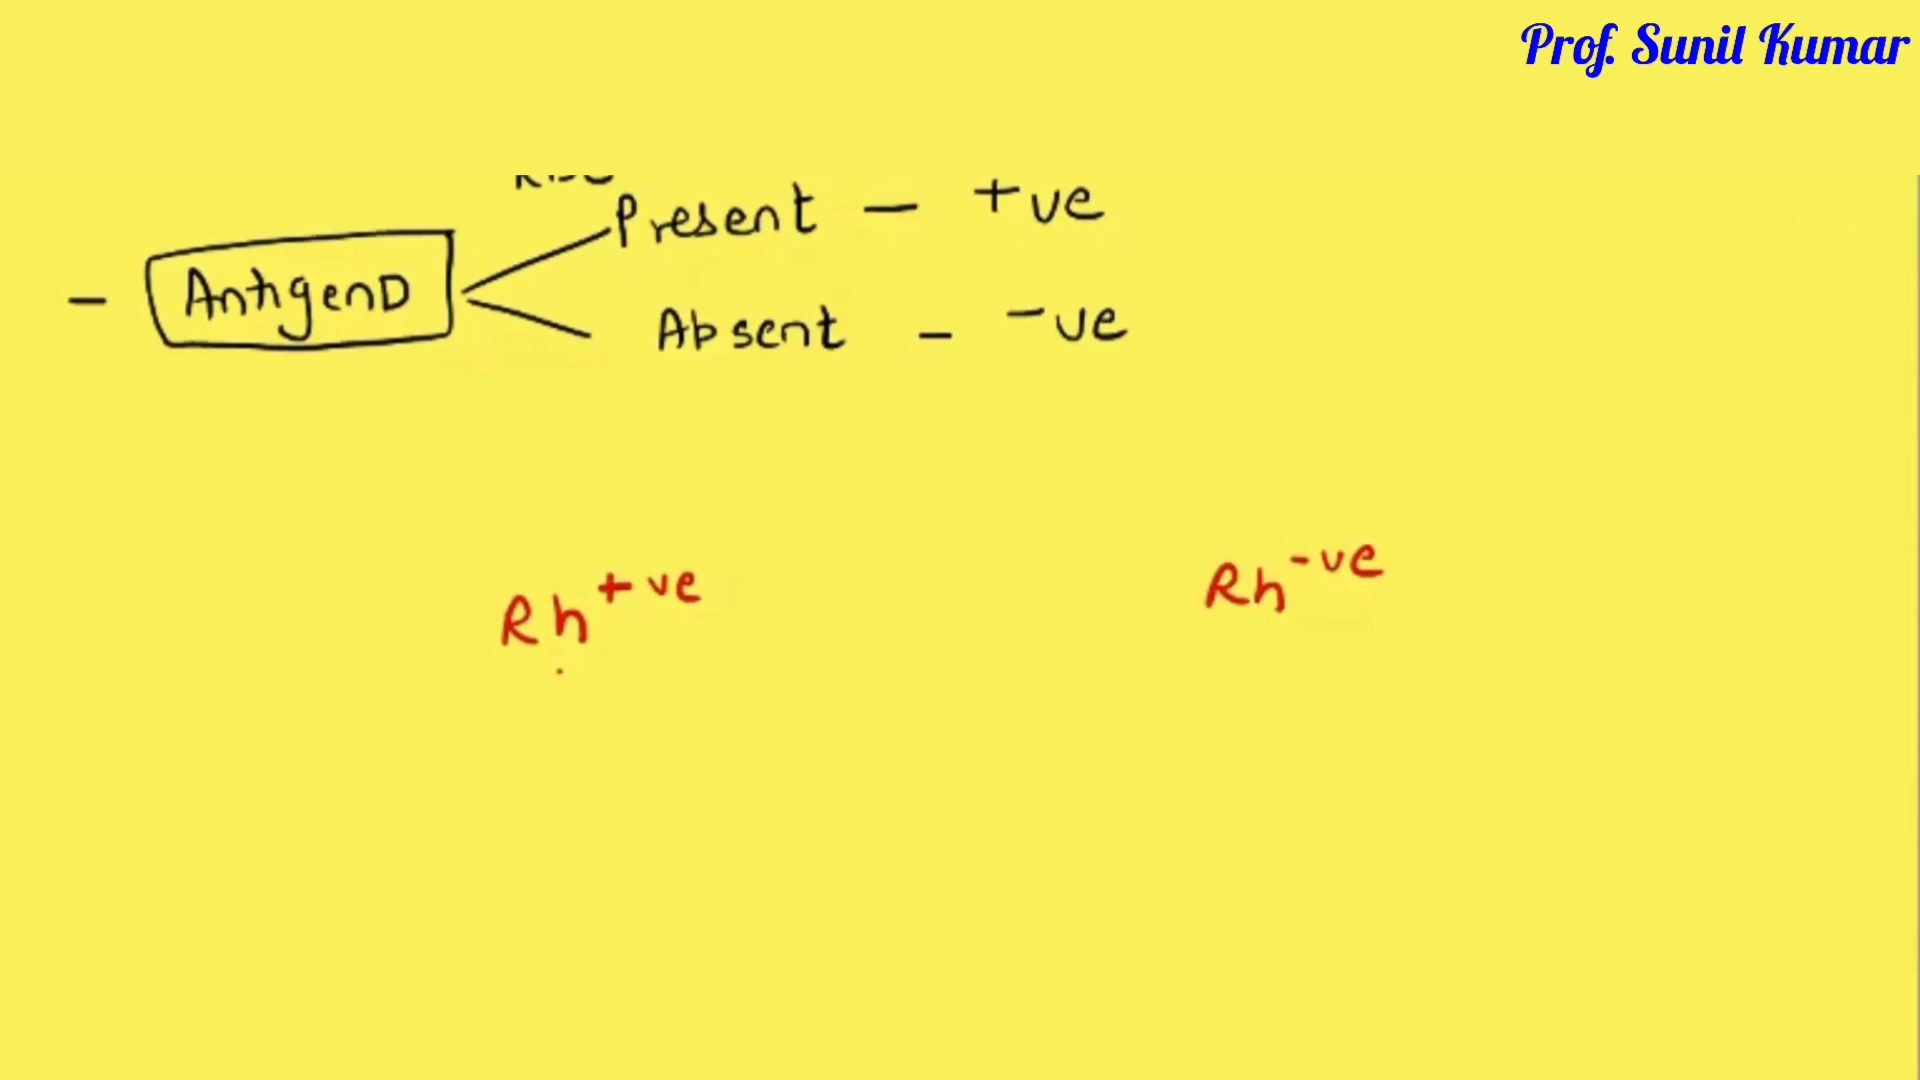 Prof. Sunil Kumar
Present - +ve
- Antigen D
Absent - -ve
Rh +ve
Rh -ve